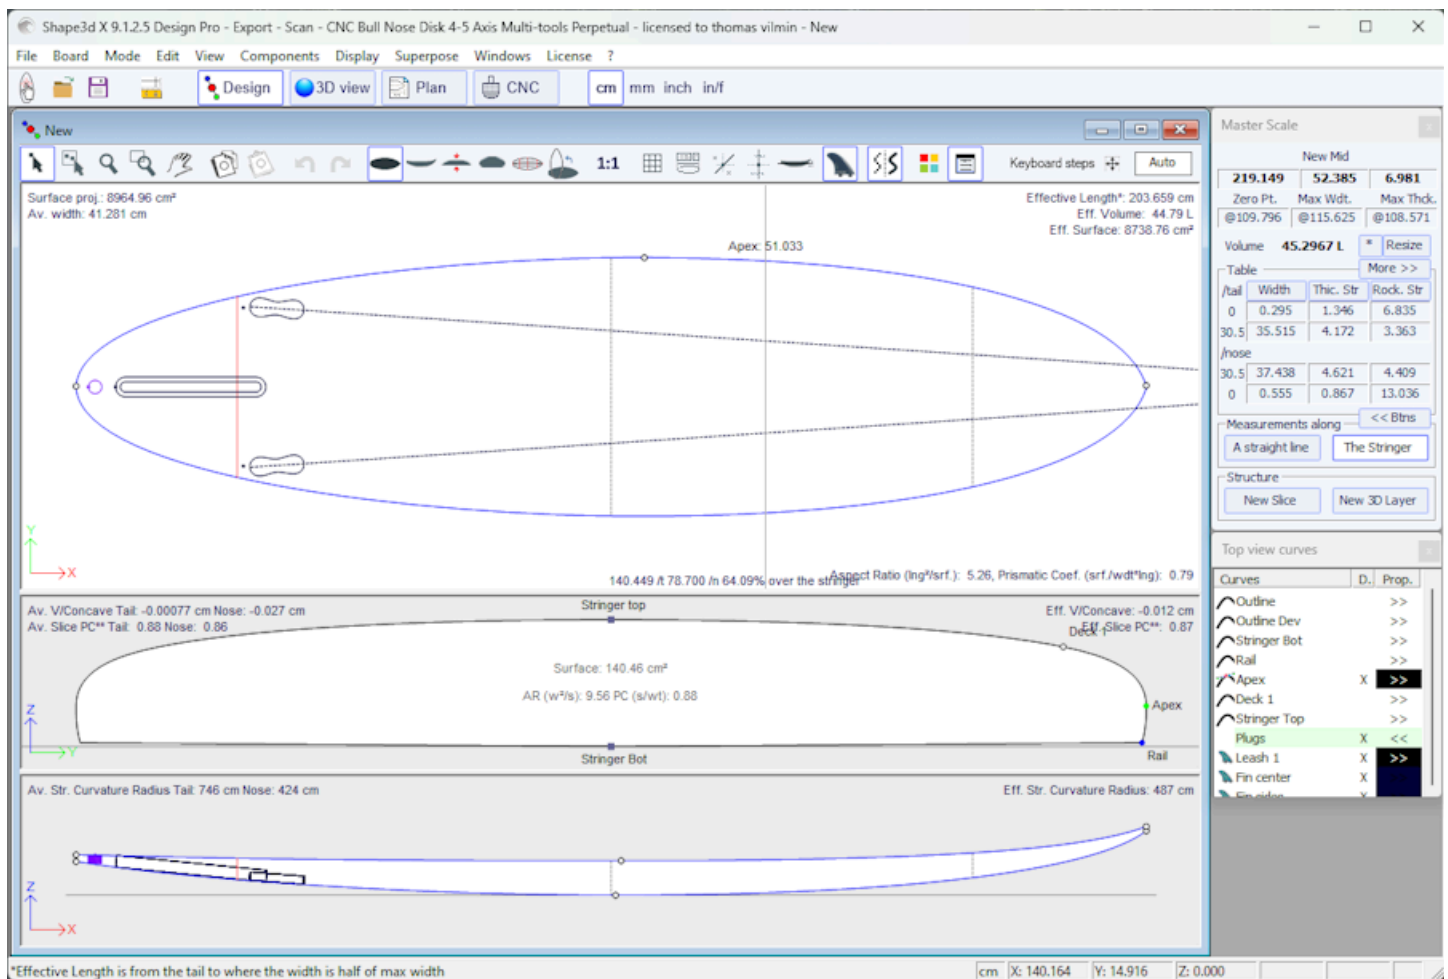 Shape3d X 9.1.2.5 Design Pro - Export - Scan - CNC Bull Nose Disk 4-5 Axis Multi-tools Perpetual - licensed to thomas vilmin - New
File Board Mode Edit View Components Display Superpose Windows License ?
Design 3D view Plan CNC cm mm inch in/f
New
1:1 Keyboard steps Auto
Surface proj.: 8964.96 cm²
Av. width: 41.281 cm
Effective Length*: 203.659 cm
Eff. Volume: 44.79 L
Eff. Surface: 8738.76 cm²
Apex: 51.033
Y
X
140.449 /t 78.700 /n 64.09% over the stringer
Aspect Ratio (lng²/srf.): 5.26, Prismatic Coef. (srf./wdt*lng): 0.79
Av. V/Concave Tail: -0.00077 cm Nose: -0.027 cm
Av. Slice PC** Tail: 0.88 Nose: 0.86
Stringer top
Eff. V/Concave: -0.012 cm
Eff. Slice PC**: 0.87
Deck 1
Surface: 140.46 cm²
AR (w²/s): 9.56 PC (s/wt): 0.88
Apex
Z
Y
Stringer Bot
Rail
Av. Str. Curvature Radius Tail: 746 cm Nose: 424 cm
Eff. Str. Curvature Radius: 487 cm
Z
X
Master Scale
New Mid
219.149 52.385 6.981
Zero Pt. Max Wdt. Max Thck.
@109.796 @115.625 @108.571
Volume 45.2967 L * Resize
Table More >>
/tail Width Thic. Str Rock. Str
0 0.295 1.346 6.835
30.5 35.515 4.172 3.363
/nose
30.5 37.438 4.621 4.409
0 0.555 0.867 13.036
<< Btns
Measurements along
A straight line The Stringer
Structure
New Slice New 3D Layer
Top view curves
Curves D. Prop.
Outline >>
Outline Dev >>
Stringer Bot >>
Rail >>
Apex X >>
Deck 1 >>
Stringer Top >>
Plugs X <<
Leash 1 X >>
Fin center X
Fin sides X
*Effective Length is from the tail to where the width is half of max width
cm X: 140.164 Y: 14.916 Z: 0.000